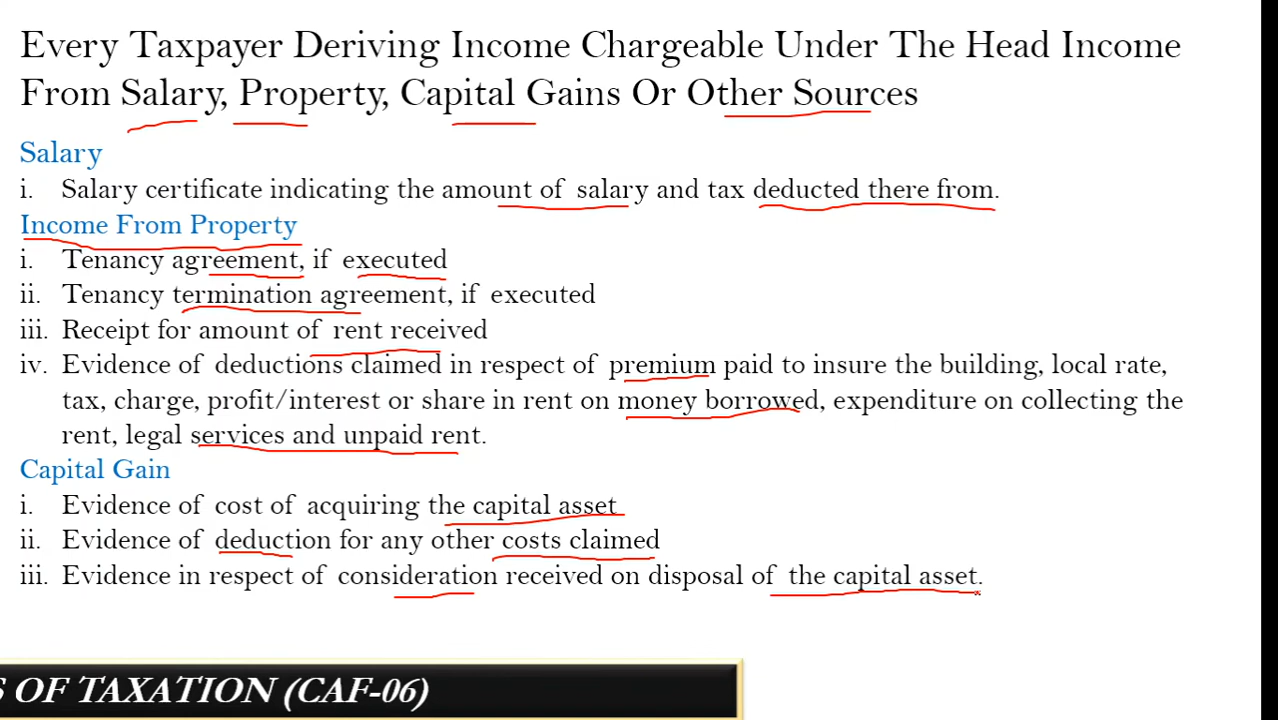 Every Taxpayer Deriving Income Chargeable Under The Head Income
From Salary, Property, Capital Gains Or Other Sources
Salary
i. Salary certificate indicating the amount of salary and tax deducted there from.
Income From Property
i. Tenancy agreement, if executed
ii. Tenancy termination agreement, if executed
iii. Receipt for amount of rent received
iv. Evidence of deductions claimed in respect of premium paid to insure the building, local rate,
tax, charge, profit/interest or share in rent on money borrowed, expenditure on collecting the
rent, legal services and unpaid rent.
Capital Gain
i. Evidence of cost of acquiring the capital asset
ii. Evidence of deduction for any other costs claimed
iii. Evidence in respect of consideration received on disposal of the capital asset.
S OF TAXATION (CAF-06)